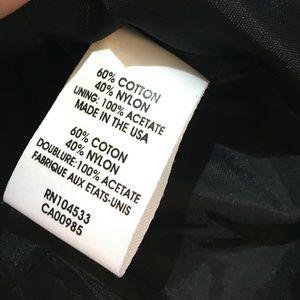 60% COTTON
40% NYLON
LINING: 100% ACETATE
MADE IN THE USA
60% COTON
40% NYLON
DOUBLURE: 100% ACETATE
FABRIQUE AUX ETATS-UNIS
RN104533
CA00985